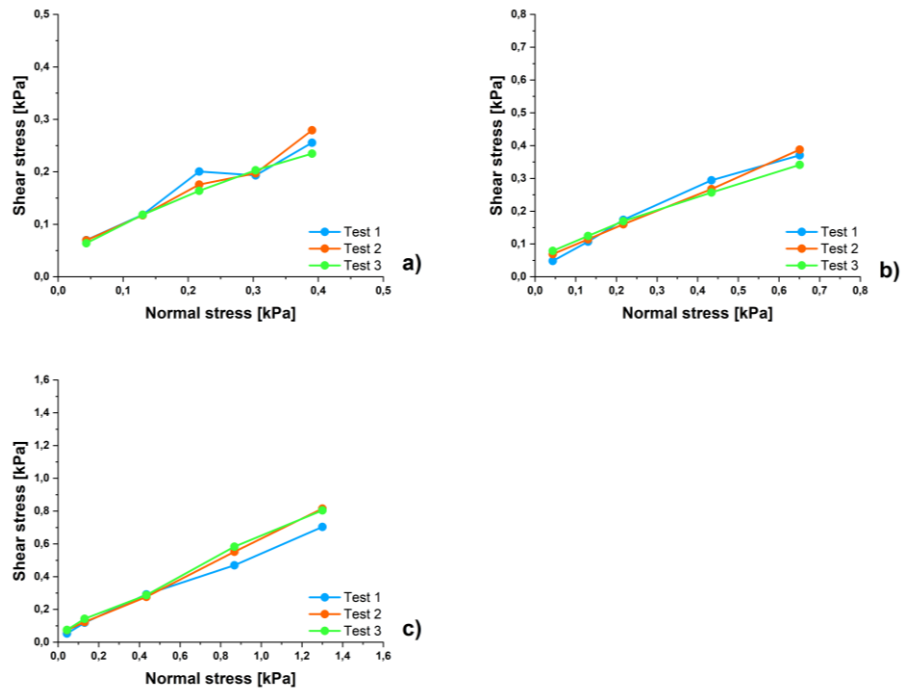 0,5
0,4
0,3
0,2
0,1
0,0
Shear stress [kPa]
Test 1
Test 2
Test 3
0,0 0,1 0,2 0,3 0,4 0,5
Normal stress [kPa]
a)
0,8
0,7
0,6
0,5
0,4
0,3
0,2
0,1
0,0
Shear stress [kPa]
Test 1
Test 2
Test 3
0,0 0,1 0,2 0,3 0,4 0,5 0,6 0,7 0,8
Normal stress [kPa]
b)
1,6
1,4
1,2
1,0
0,8
0,6
0,4
0,2
0,0
Shear stress [kPa]
Test 1
Test 2
Test 3
0,0 0,2 0,4 0,6 0,8 1,0 1,2 1,4 1,6
Normal stress [kPa]
c)